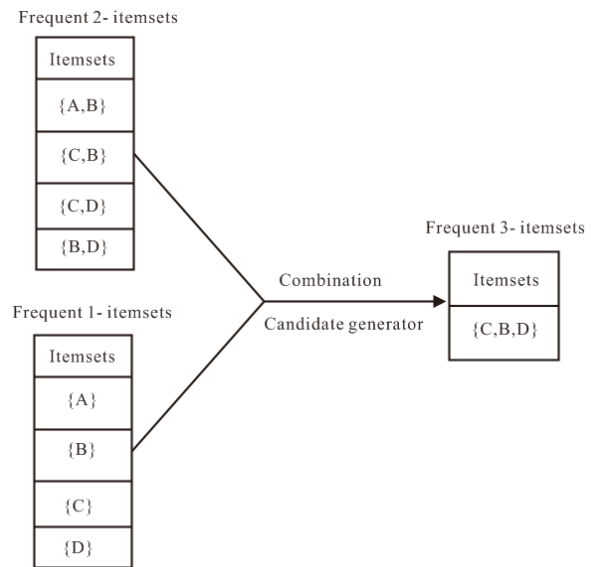 Frequent 2- itemsets
Itemsets
{A,B}
{C,B}
{C,D}
{B,D}
Frequent 1- itemsets
Itemsets
{A}
{B}
{C}
{D}
Combination
Candidate generator
Frequent 3- itemsets
Itemsets
{C,B,D}